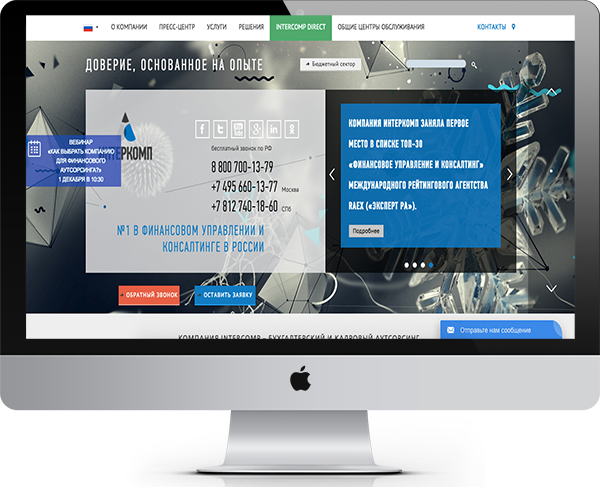 О КОМПАНИИ ПРЕСС-ЦЕНТР УСЛУГИ РЕШЕНИЯ INTERCOMP DIRECT ОБЩИЕ ЦЕНТРЫ ОБСЛУЖИВАНИЯ КОНТАКТЫ
ДОВЕРИЕ, ОСНОВАННОЕ НА ОПЫТЕ
Бюджетный сектор
ВЕБИНАР
«КАК ВЫБРАТЬ КОМПАНИЮ
ДЛЯ ФИНАНСОВОГО
АУТСОРСИНГА?»
1 ДЕКАБРЯ В 10:30
ИНТЕРКОМП
f t You Tube g+ in
бесплатный звонок по РФ
8 800 700-13-79
+7 495 660-13-77 Москва
+7 812 740-18-60 СПб
№1 В ФИНАНСОВОМ УПРАВЛЕНИИ И
КОНСАЛТИНГЕ В РОССИИ
КОМПАНИЯ ИНТЕРКОМП ЗАНЯЛА ПЕРВОЕ
МЕСТО В СПИСКЕ ТОП-30
«ФИНАНСОВОЕ УПРАВЛЕНИЕ И КОНСАЛТИНГ»
МЕЖДУНАРОДНОГО РЕЙТИНГОВОГО АГЕНТСТВА
RAEX («ЭКСПЕРТ РА»).
Подробнее
ОБРАТНЫЙ ЗВОНОК ОСТАВИТЬ ЗАЯВКУ
Отправьте нам сообщение
КОМПАНИЯ INTERCOMP – БУХГАЛТЕРСКИЙ И КАДРОВЫЙ АУТСОРСИНГ